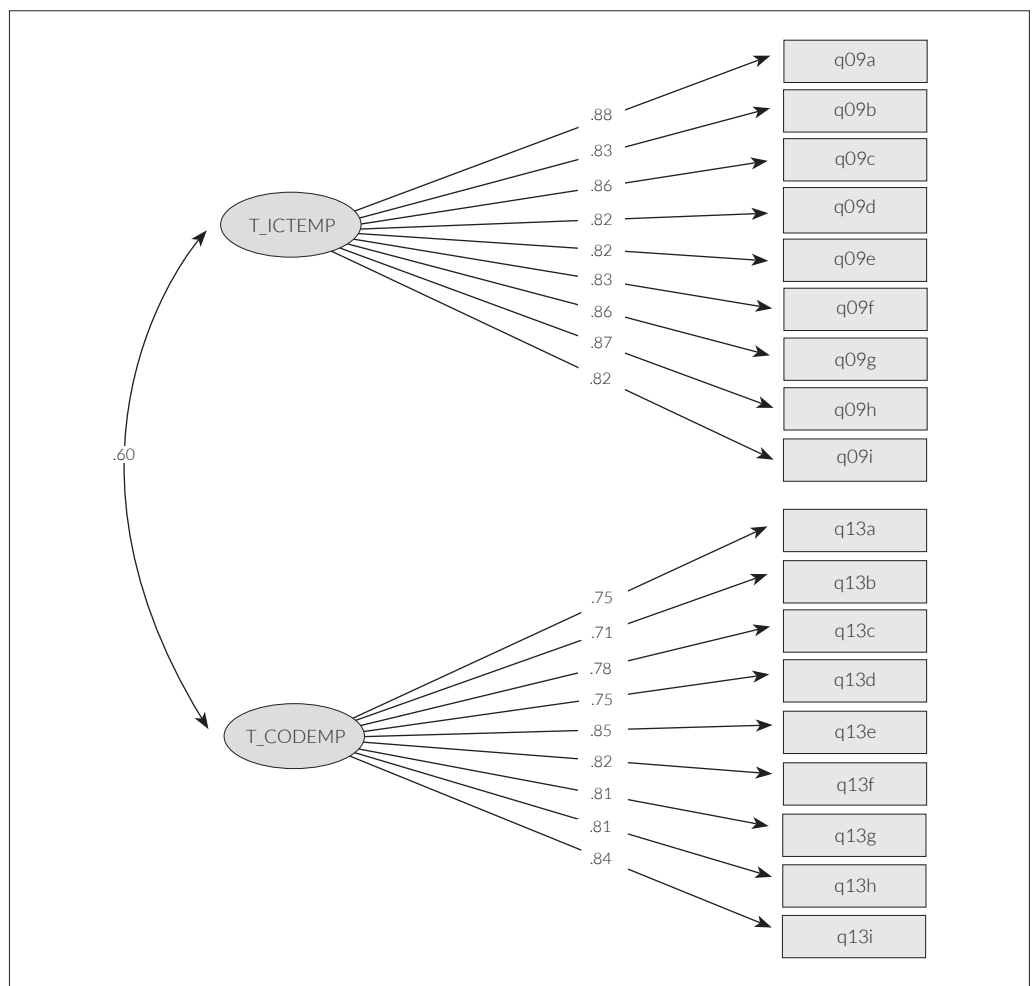 q09a
.88
q09b
.83
q09c
.86
q09d
T_ICTEMP
.82
q09e
.82
.83
q09f
.86
q09g
.87
.82
q09h
.60
q09i
q13a
q13b
.75
.71
q13c
.78
q13d
.75
T_CODEMP
.85
q13e
.82
q13f
.81
q13g
.81
.84
q13h
q13i